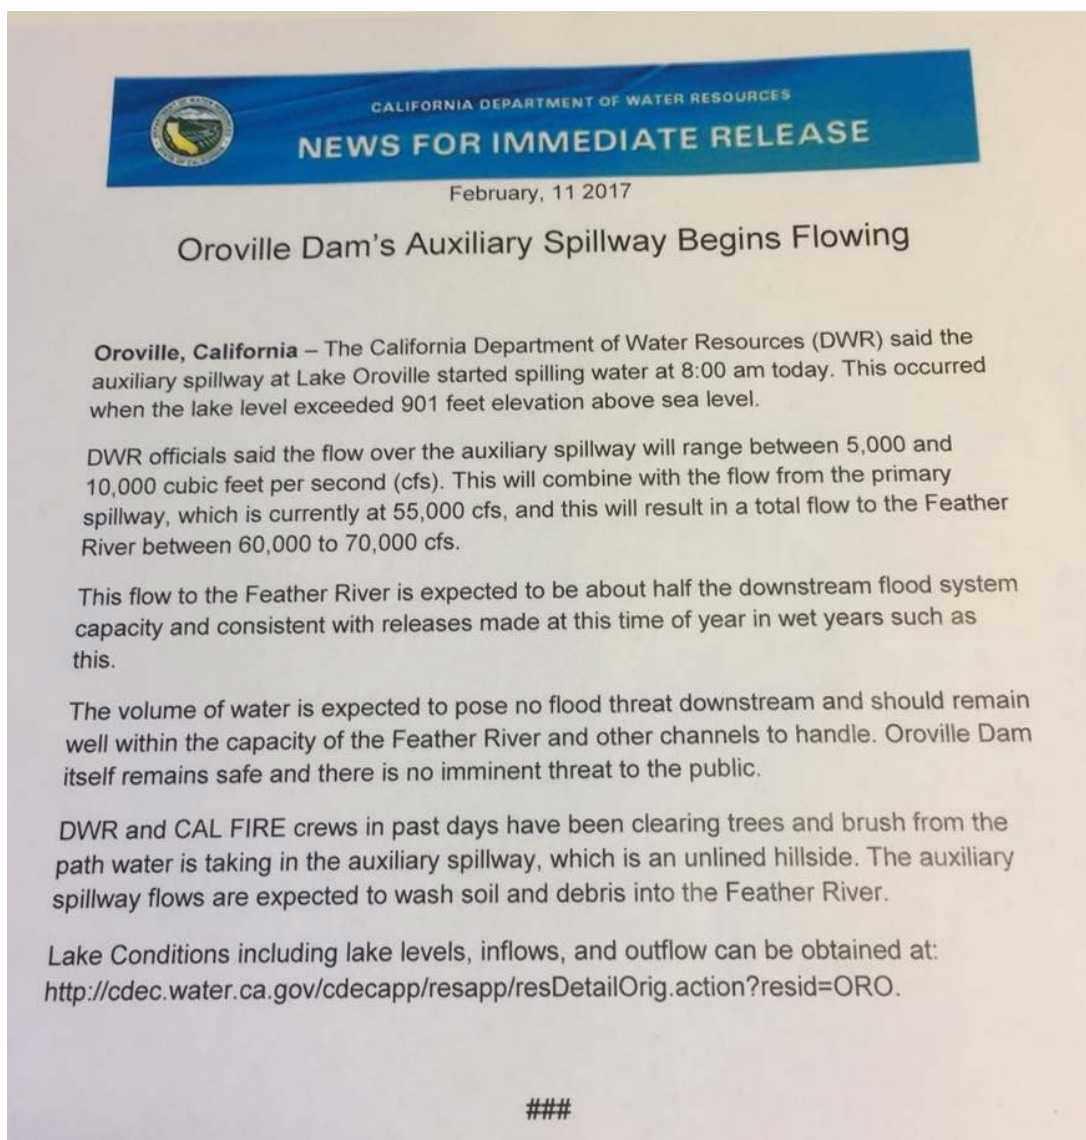 CALIFORNIA DEPARTMENT OF WATER RESOURCES
NEWS FOR IMMEDIATE RELEASE
February, 11 2017
Oroville Dam's Auxiliary Spillway Begins Flowing
Oroville, California – The California Department of Water Resources (DWR) said the
auxiliary spillway at Lake Oroville started spilling water at 8:00 am today. This occurred
when the lake level exceeded 901 feet elevation above sea level.
DWR officials said the flow over the auxiliary spillway will range between 5,000 and
10,000 cubic feet per second (cfs). This will combine with the flow from the primary
spillway, which is currently at 55,000 cfs, and this will result in a total flow to the Feather
River between 60,000 to 70,000 cfs.
This flow to the Feather River is expected to be about half the downstream flood system
capacity and consistent with releases made at this time of year in wet years such as
this.
The volume of water is expected to pose no flood threat downstream and should remain
well within the capacity of the Feather River and other channels to handle. Oroville Dam
itself remains safe and there is no imminent threat to the public.
DWR and CAL FIRE crews in past days have been clearing trees and brush from the
path water is taking in the auxiliary spillway, which is an unlined hillside. The auxiliary
spillway flows are expected to wash soil and debris into the Feather River.
Lake Conditions including lake levels, inflows, and outflow can be obtained at:
http://cdec.water.ca.gov/cdecapp/resapp/resDetailOrig.action?resid=ORO.
###